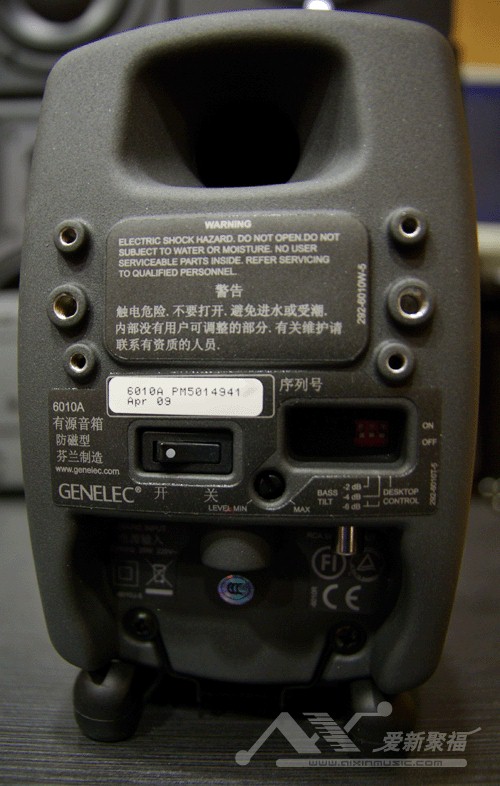 WARNING
ELECTRIC SHOCK HAZARD. DO NOT OPEN.DO NOT
SUBJECT TO WATER OR MOISTURE. NO USER
SERVICEABLE PARTS INSIDE. REFER SERVICING
TO QUALIFIED PERSONNEL.
警告
触电危险. 不要打开. 避免进水或受潮.
内部没有用户可调整的部分. 有关维护请
联系有资质的人员.
292-6010W-5
6010A PM5014941
Apr 09
序列号
6010A
有源音箱
防磁型
芬兰制造
www.genelec.com
GENELEC®
开 关
ON
OFF
LEVEL MIN
MAX
BASS
TILT
-2 dB
-4 dB
-6 dB
DESKTOP
CONTROL
输入
FI
CCC
CE
爱新聚福
www.aixinmusic.com